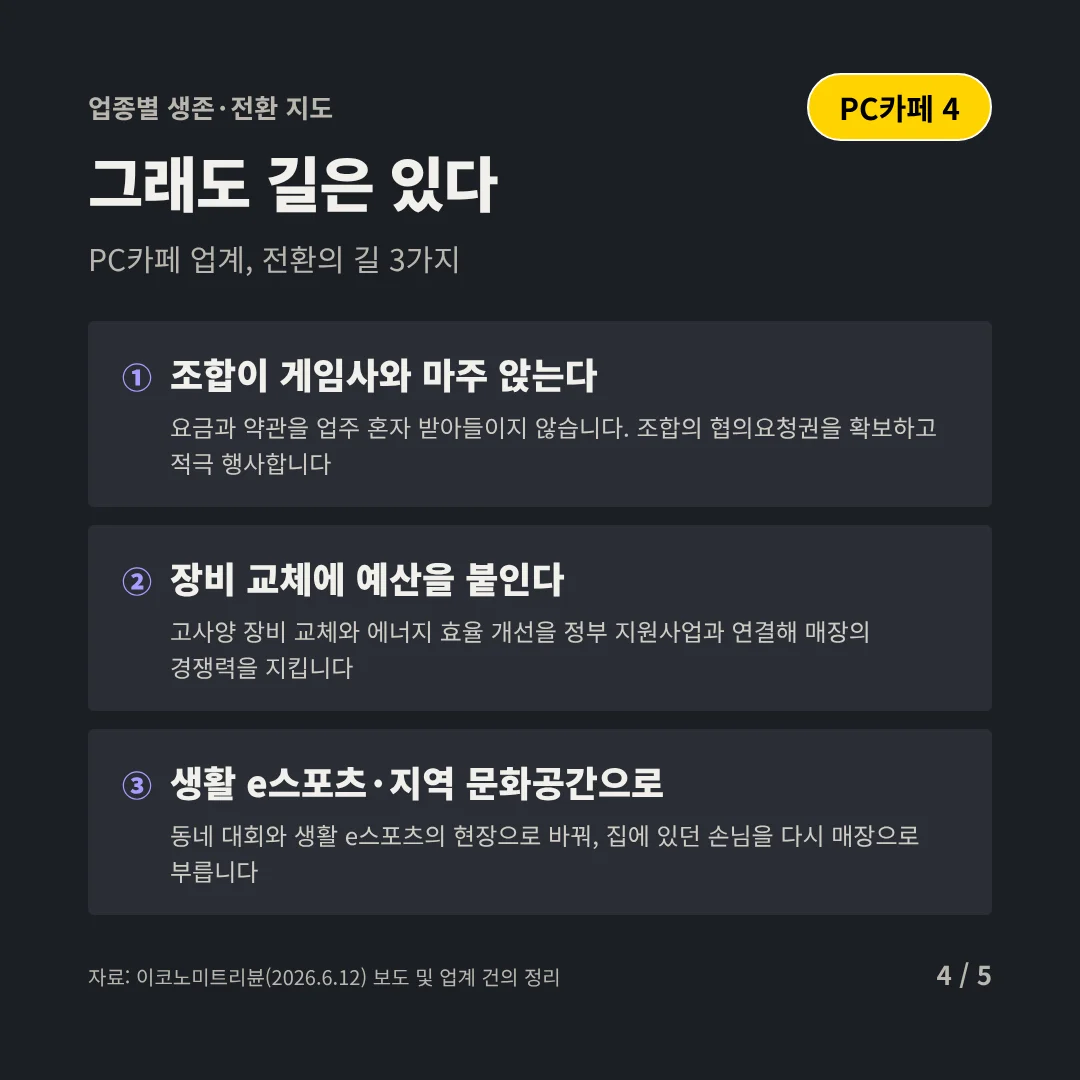 업종별 생존·전환 지도
PC카페 4
그래도 길은 있다
PC카페 업계, 전환의 길 3가지
① 조합이 게임사와 마주 앉는다
요금과 약관을 업주 혼자 받아들이지 않습니다. 조합의 협의요청권을 확보하고
적극 행사합니다
② 장비 교체에 예산을 붙인다
고사양 장비 교체와 에너지 효율 개선을 정부 지원사업과 연결해 매장의
경쟁력을 지킵니다
③ 생활 e스포츠·지역 문화공간으로
동네 대회와 생활 e스포츠의 현장으로 바꿔, 집에 있던 손님을 다시 매장으로
부릅니다
자료: 이코노미트리뷴(2026.6.12) 보도 및 업계 건의 정리
4 / 5